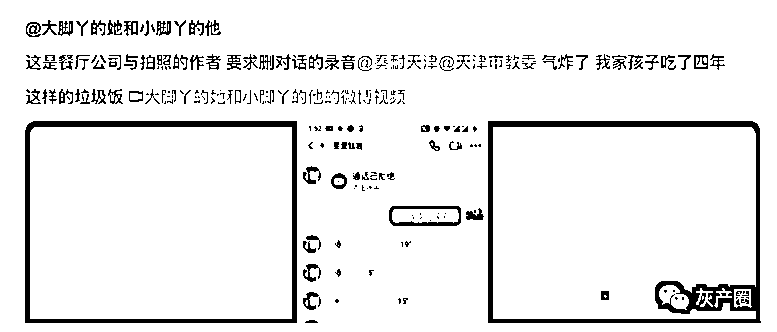 @大脚丫的她和小脚丫的他
这是餐厅公司与拍照的作者 要求删对话的录音@奏耐天津@天津市教委 气炸了 我家孩子吃了四年
这样的垃圾饭 大脚丫的她和小脚丫的他的微博视频
1:52
通话已拒绝
19"
5"
15"
灰产圈